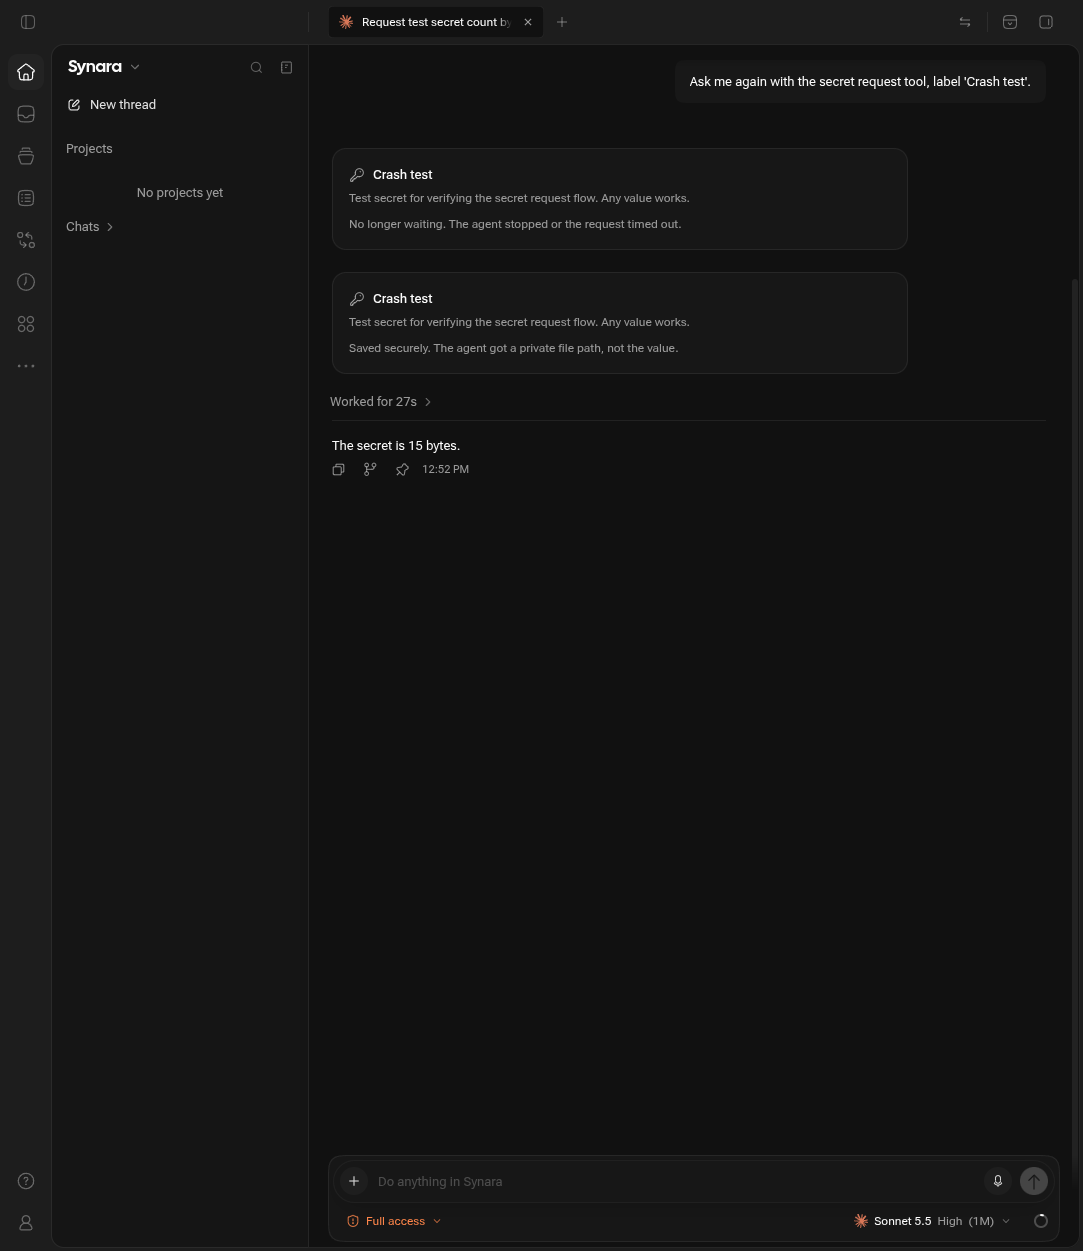 Request test secret count by
Synara
New thread
Projects
No projects yet
Chats
Ask me again with the secret request tool, label 'Crash test'.
Crash test
Test secret for verifying the secret request flow. Any value works.
No longer waiting. The agent stopped or the request timed out.
Crash test
Test secret for verifying the secret request flow. Any value works.
Saved securely. The agent got a private file path, not the value.
Worked for 27s
The secret is 15 bytes.
12:52 PM
Do anything in Synara
Full access
Sonnet 5.5 High (1M)